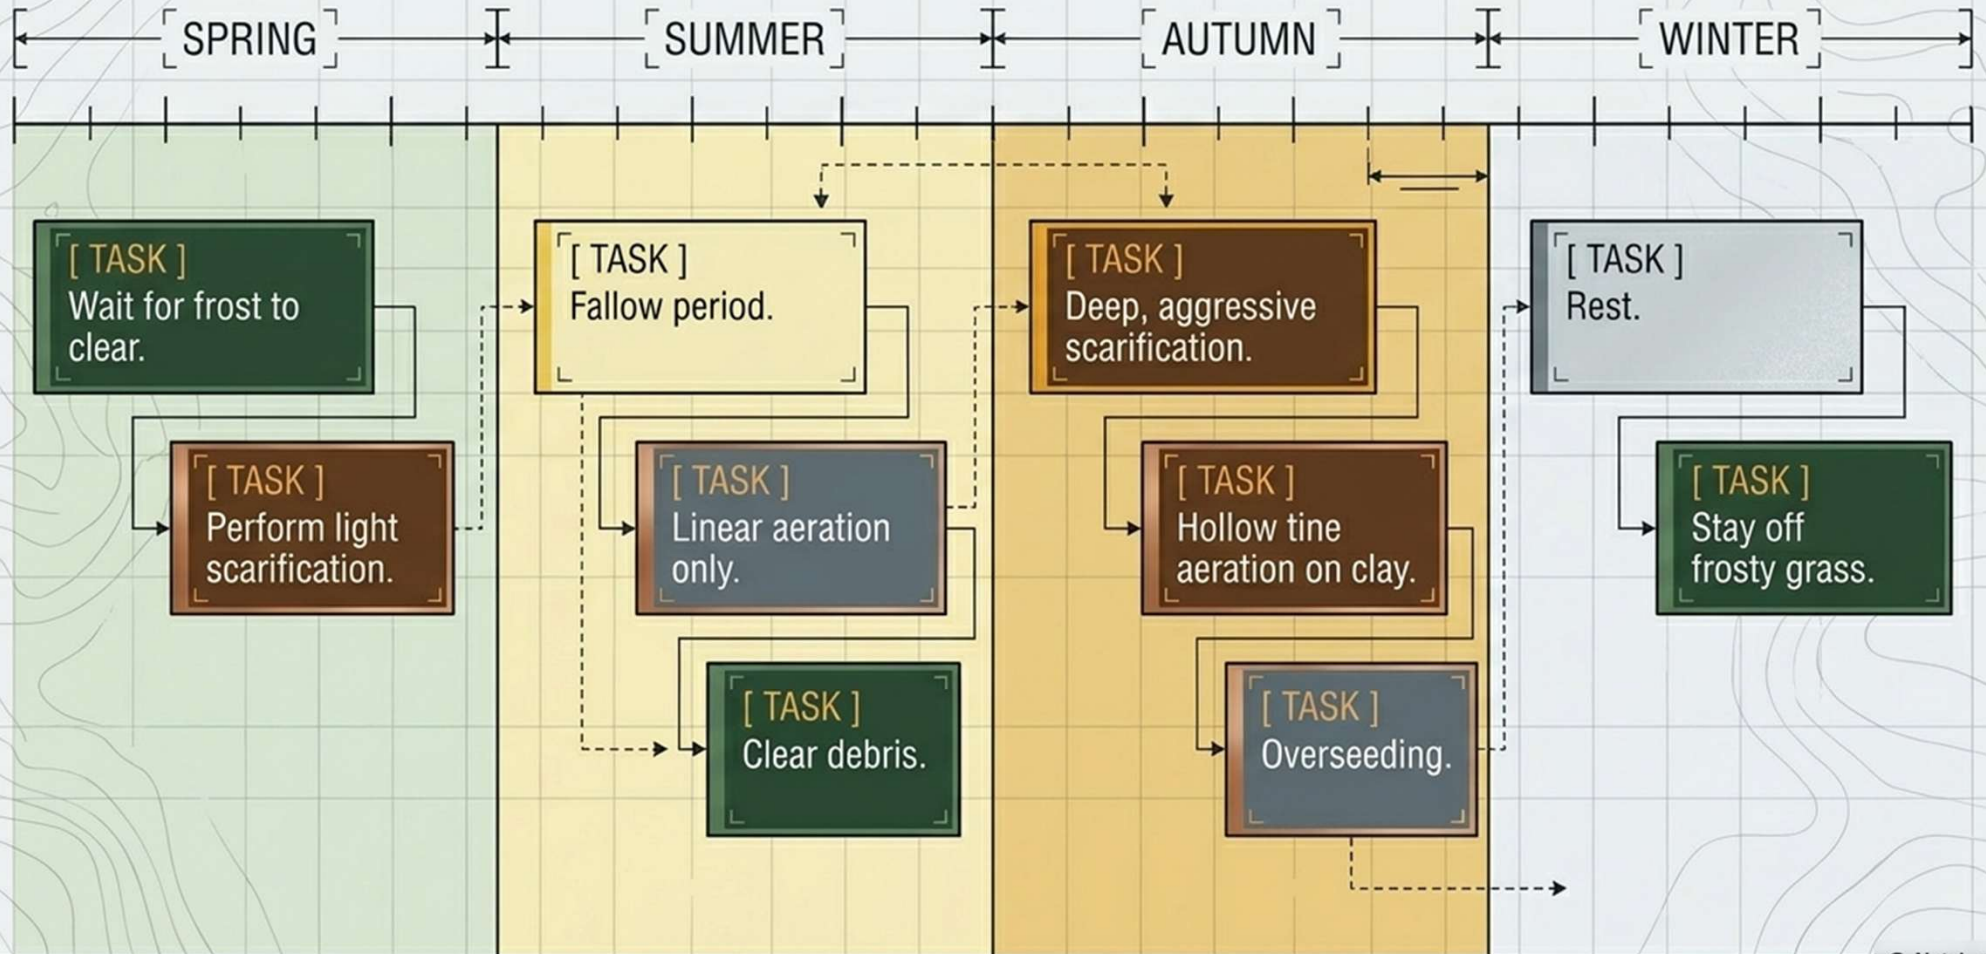 SPRING
SUMMER
AUTUMN
WINTER
[ TASK ]
Wait for frost to
clear.
[ TASK ]
Perform light
scarification.
[ TASK ]
Fallow period.
[ TASK ]
Linear aeration
only.
[ TASK ]
Clear debris.
[ TASK ]
Deep, aggressive
scarification.
[ TASK ]
Hollow tine
aeration on clay.
[ TASK ]
Overseeding.
[ TASK ]
Rest.
[ TASK ]
Stay off
frosty grass.